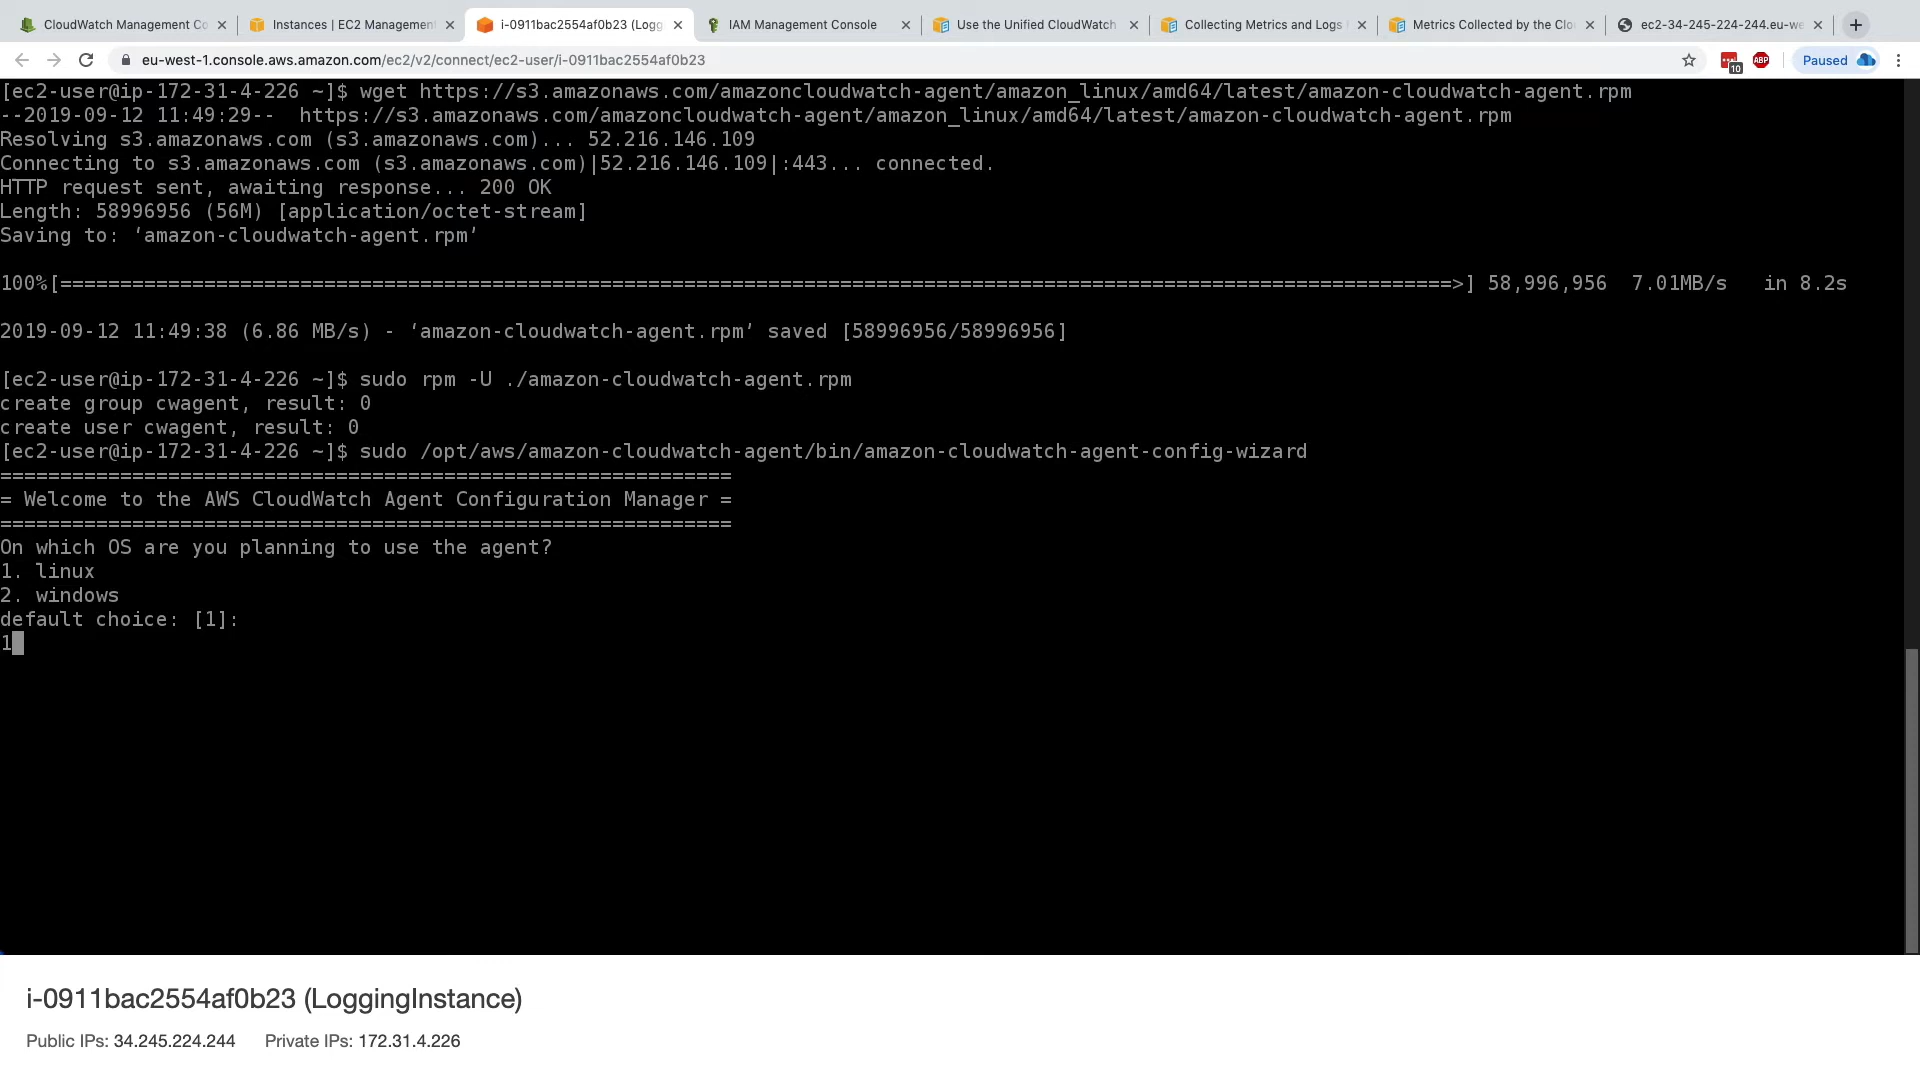 CloudWatch Management Co
Instances | EC2 Management
i-0911bac2554af0b23 (Logg
IAM Management Console
Use the Unified CloudWatch
Collecting Metrics and Logs
Metrics Collected by the Clo
ec2-34-245-224-244.eu-we
eu-west-1.console.aws.amazon.com/ec2/v2/connect/ec2-user/i-0911bac2554af0b23
10
ABP
Paused
[ec2-user@ip-172-31-4-226 ~]$ wget https://s3.amazonaws.com/amazoncloudwatch-agent/amazon_linux/amd64/latest/amazon-cloudwatch-agent.rpm
--2019-09-12 11:49:29--  https://s3.amazonaws.com/amazoncloudwatch-agent/amazon_linux/amd64/latest/amazon-cloudwatch-agent.rpm
Resolving s3.amazonaws.com (s3.amazonaws.com)... 52.216.146.109
Connecting to s3.amazonaws.com (s3.amazonaws.com)|52.216.146.109|:443... connected.
HTTP request sent, awaiting response... 200 OK
Length: 58996956 (56M) [application/octet-stream]
Saving to: ‘amazon-cloudwatch-agent.rpm’
100%[====================================================================================================================>] 58,996,956  7.01MB/s   in 8.2s
2019-09-12 11:49:38 (6.86 MB/s) - ‘amazon-cloudwatch-agent.rpm’ saved [58996956/58996956]
[ec2-user@ip-172-31-4-226 ~]$ sudo rpm -U ./amazon-cloudwatch-agent.rpm
create group cwagent, result: 0
create user cwagent, result: 0
[ec2-user@ip-172-31-4-226 ~]$ sudo /opt/aws/amazon-cloudwatch-agent/bin/amazon-cloudwatch-agent-config-wizard
=============================================================
= Welcome to the AWS CloudWatch Agent Configuration Manager =
=============================================================
On which OS are you planning to use the agent?
1. linux
2. windows
default choice: [1]:
1
i-0911bac2554af0b23 (LoggingInstance)
Public IPs: 34.245.224.244 Private IPs: 172.31.4.226